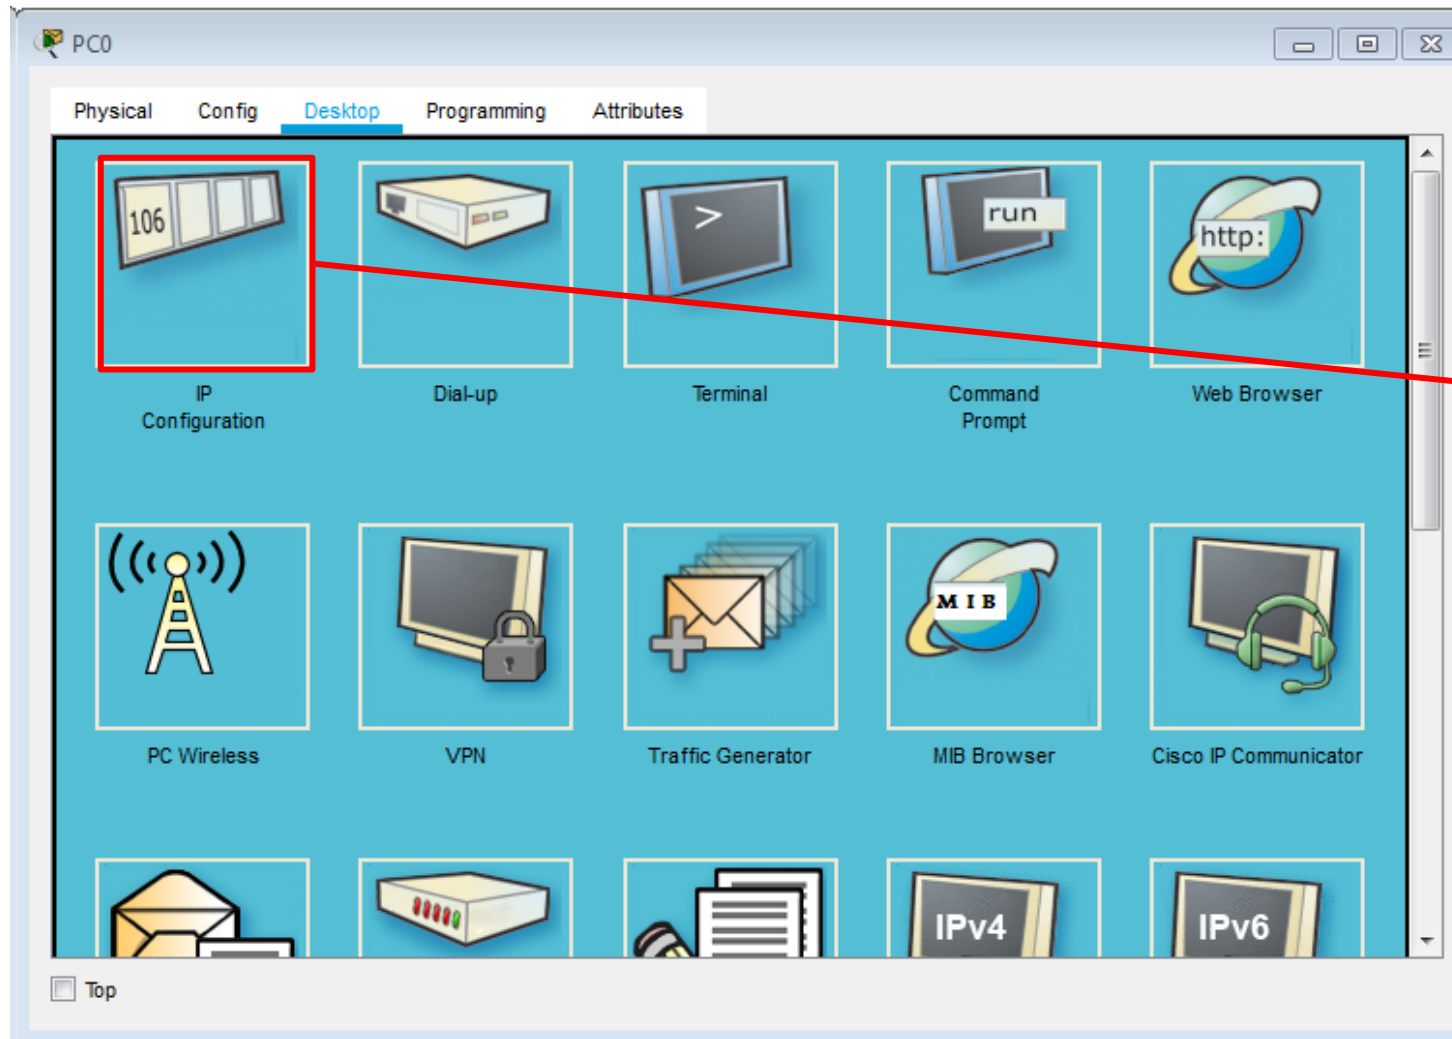 PC0
Physical Config Desktop Programming Attributes
106
>
run
http:
IP
Configuration
Dial-up
Terminal
Command
Prompt
Web Browser
MIB
PC Wireless
VPN
Traffic Generator
MIB Browser
Cisco IP Communicator
IPv4
IPv6
Top